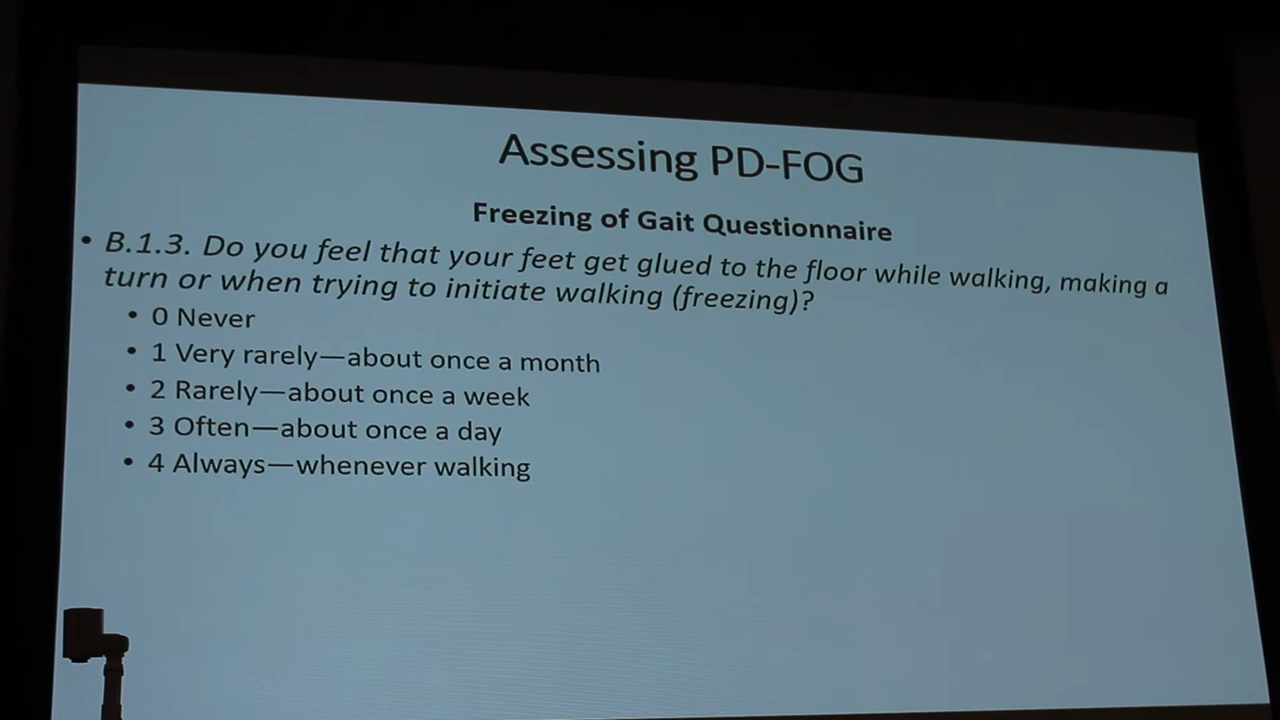 Assessing PD-FOG
Freezing of Gait Questionnaire
• B.1.3. Do you feel that your feet get glued to the floor while walking, making a
turn or when trying to initiate walking (freezing)?
• 0 Never
• 1 Very rarely—about once a month
• 2 Rarely—about once a week
• 3 Often—about once a day
• 4 Always—whenever walking